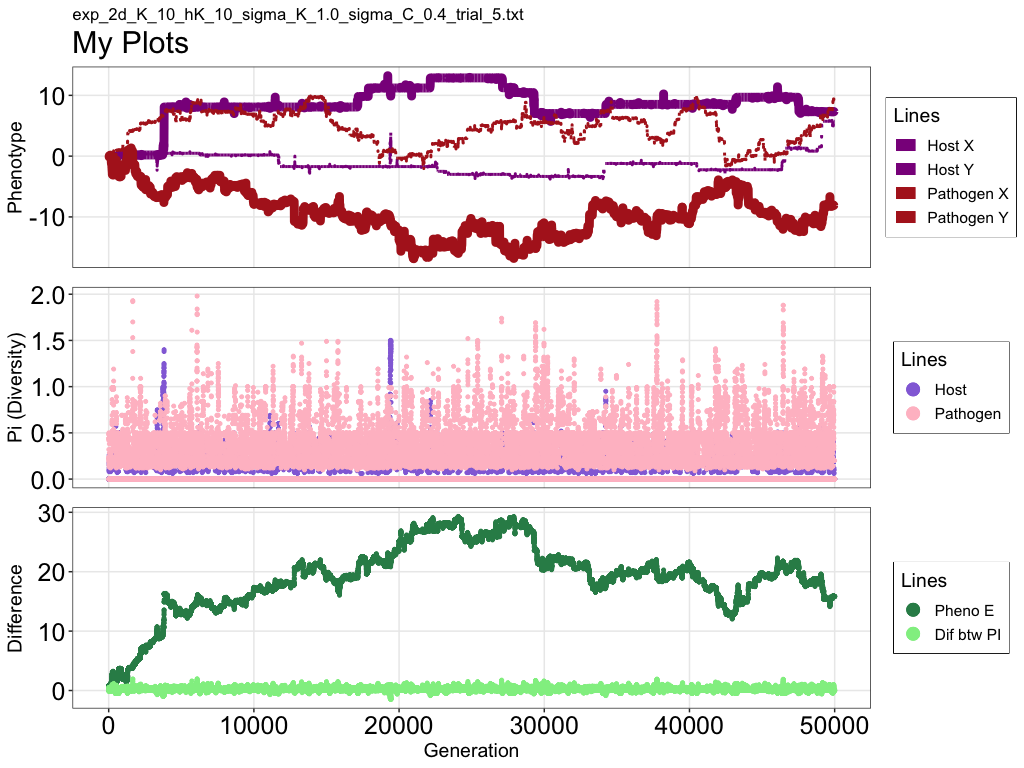 exp_2d_K_10_hK_10_sigma_K_1.0_sigma_C_0.4_trial_5.txt
My Plots
Phenotype
10
0
-10
Lines
Host X
Host Y
Pathogen X
Pathogen Y
Pi (Diversity)
2.0
1.5
1.0
0.5
0.0
Lines
Host
Pathogen
Difference
30
20
10
0
Lines
Pheno E
Dif btw PI
0
10000
20000
30000
40000
50000
Generation